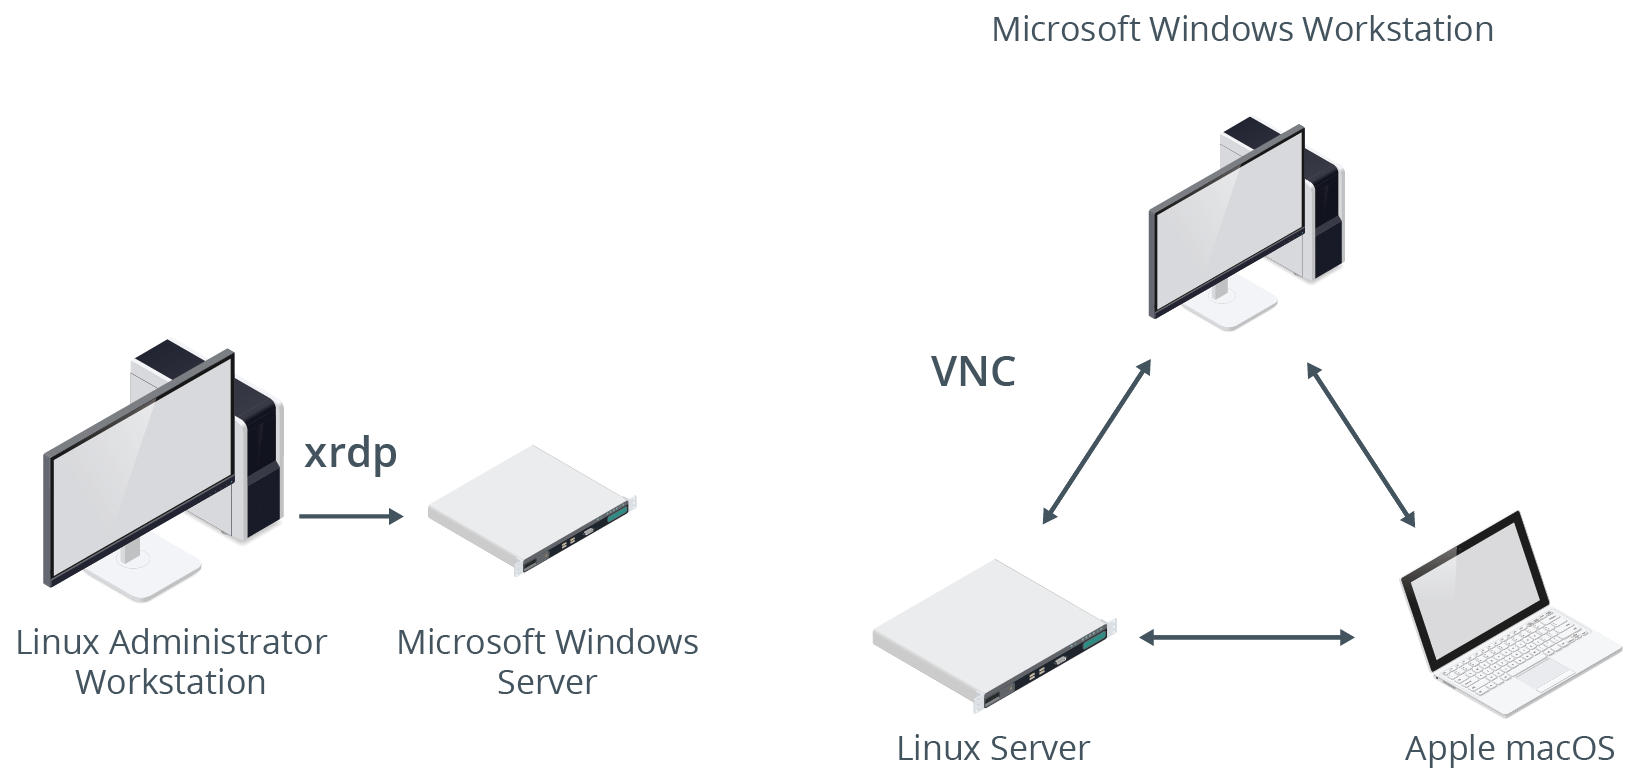 Microsoft Windows Workstation
VNC
xrdp
Linux Administrator
Workstation
Microsoft Windows
Server
Linux Server
Apple macOS